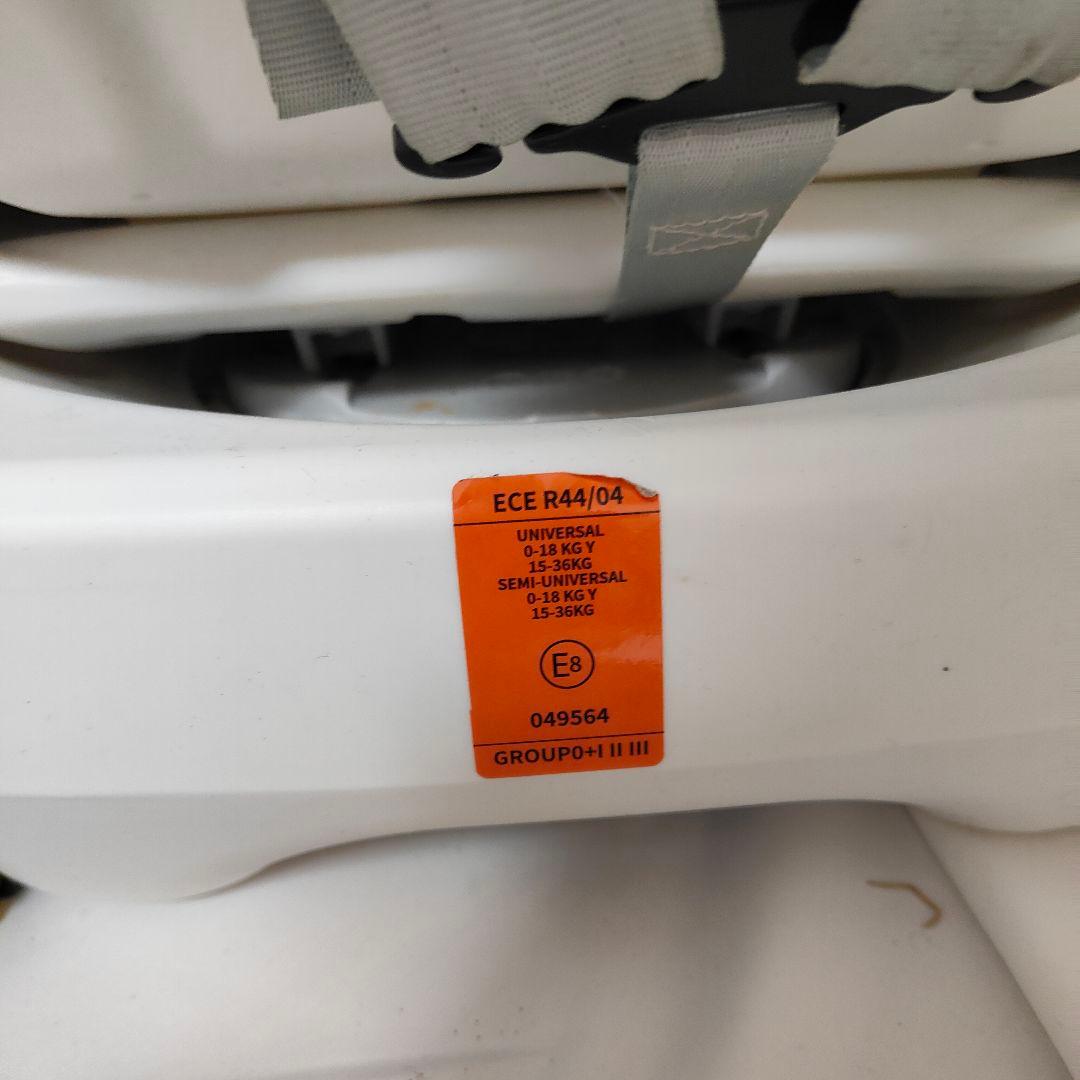 ECE R44/04
UNIVERSAL
0-18 KG Y
15-36KG
SEMI-UNIVERSAL
0-18 KG Y
15-36KG
E8
049564
GROUP0+I II III